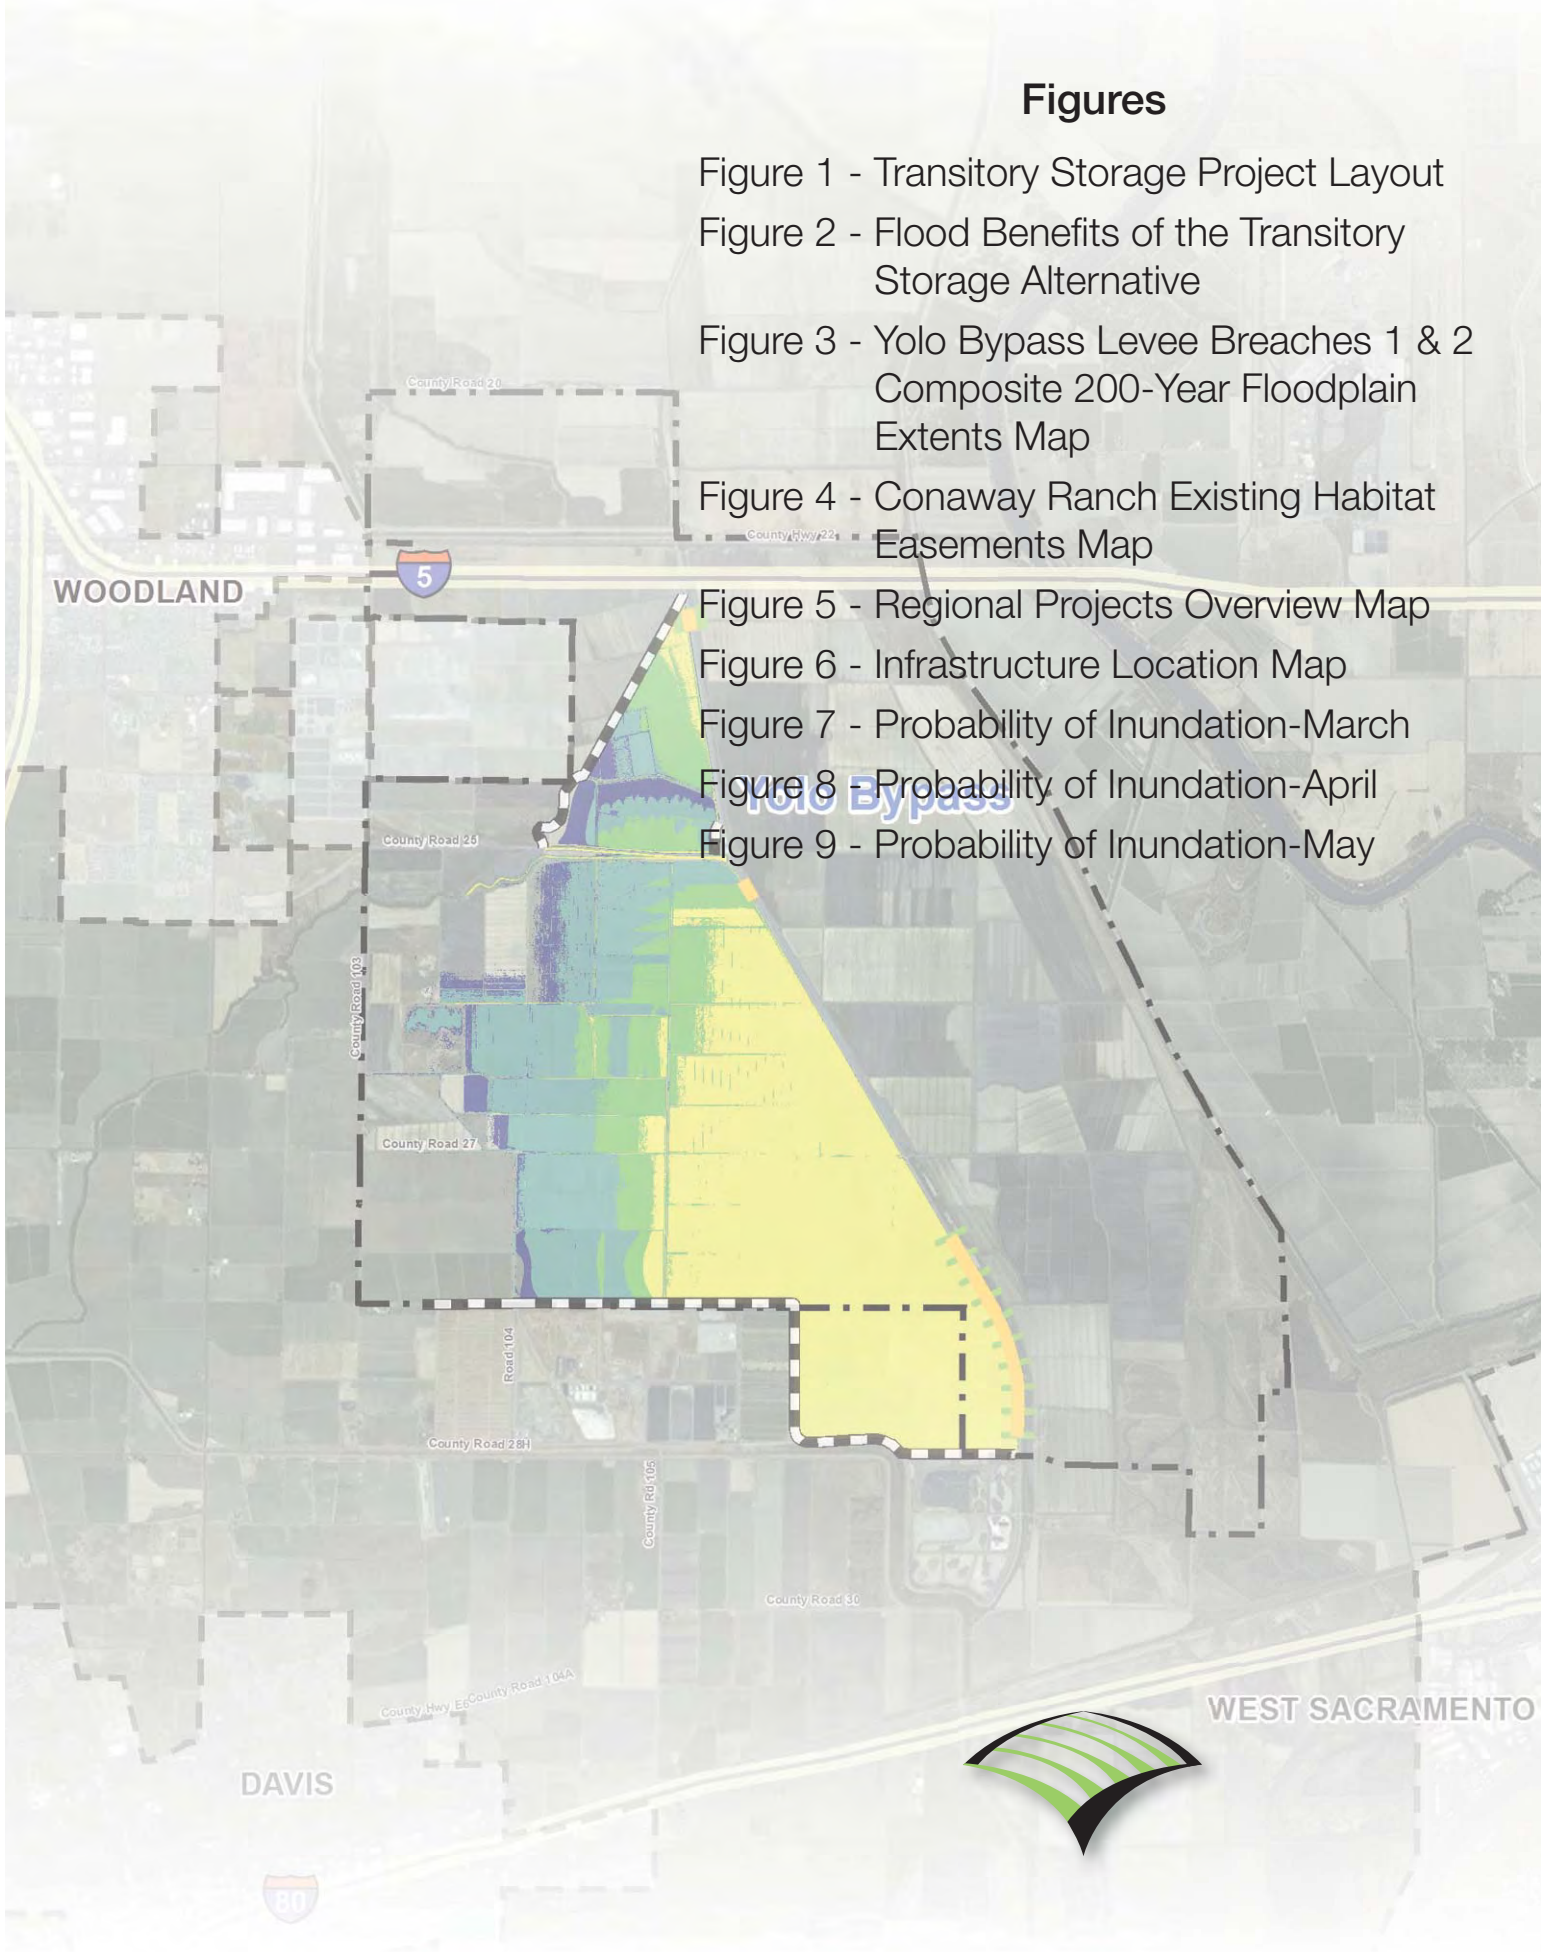 Figures
Figure 1 - Transitory Storage Project Layout
Figure 2 - Flood Benefits of the Transitory
Storage Alternative
Figure 3 - Yolo Bypass Levee Breaches 1 & 2
Composite 200-Year Floodplain
Extents Map
Figure 4 - Conaway Ranch Existing Habitat
Easements Map
Figure 5 - Regional Projects Overview Map
Figure 6 - Infrastructure Location Map
Figure 7 - Probability of Inundation-March
Figure 8 - Probability of Inundation-April
Figure 9 - Probability of Inundation-May
County Road 20
County Hwy 22
5
WOODLAND
Yolo Bypass
County Road 25
County Road 103
County Road 27
Road 104
County Road 28H
County Rd 105
County Road 30
County Hwy E6
County Road 104A
WEST SACRAMENTO
DAVIS
80